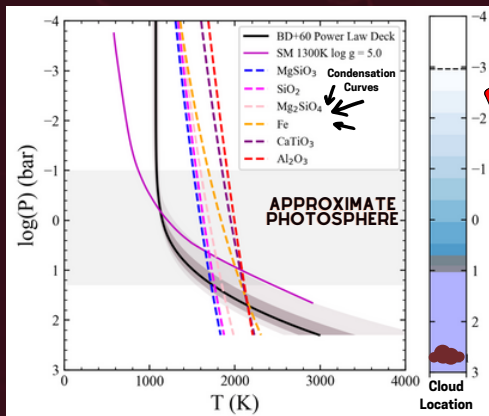 −4
−3
−2
−1
0
1
2
3
log(P) (bar)
BD+60 Power Law Deck
SM 1300K log g = 5.0
MgSiO₃
SiO₂
Mg₂SiO₄
Fe
CaTiO₃
Al₂O₃
Condensation
Curves
APPROXIMATE
PHOTOSPHERE
0 1000 2000 3000 4000
T (K)
−4
−3
−2
−1
0
1
2
3
Cloud
Location